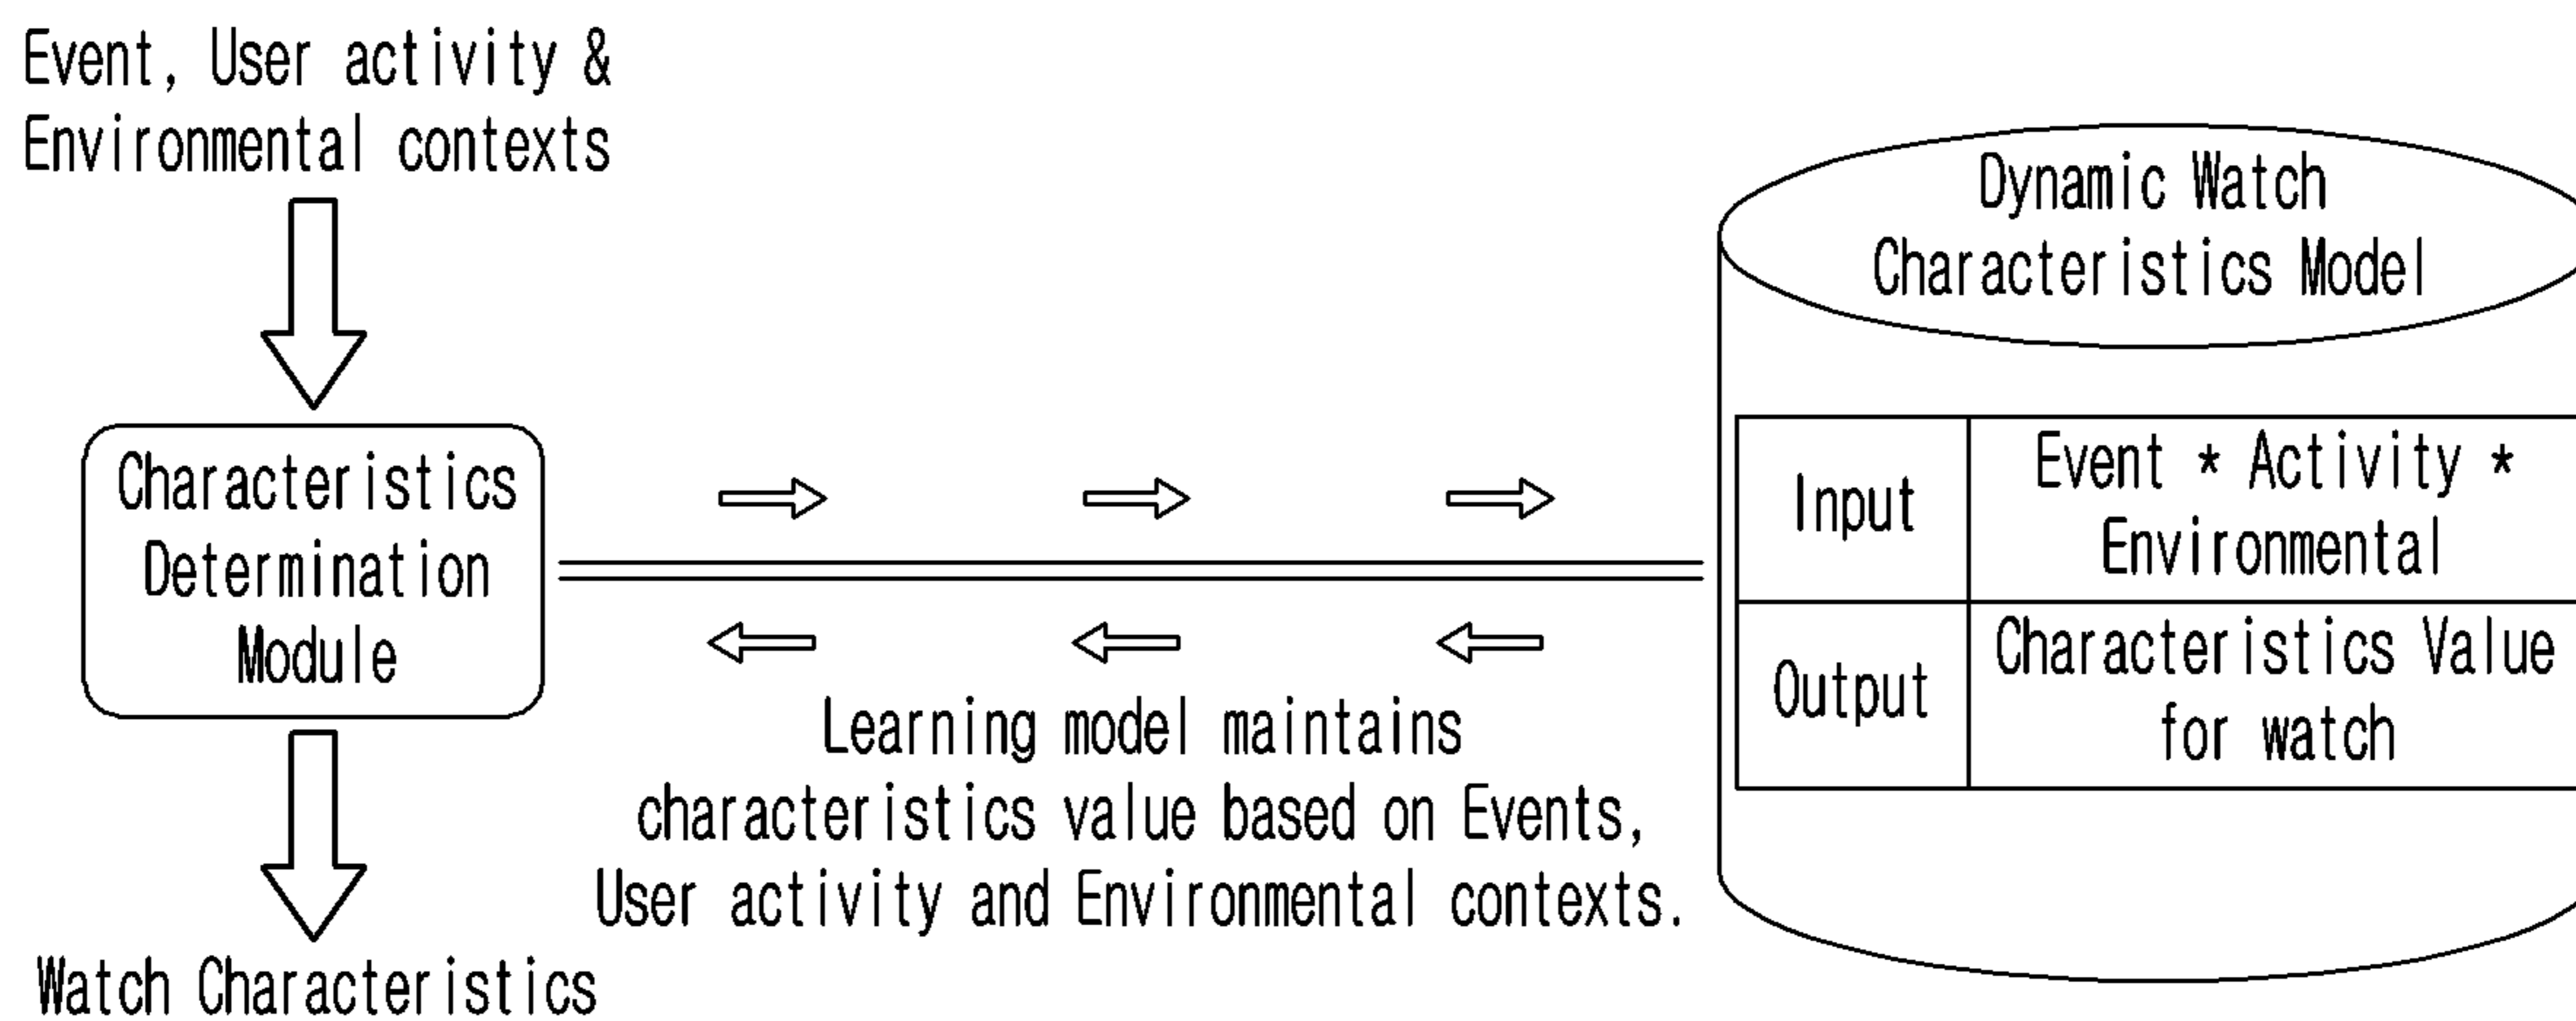 Event, User activity &
Environmental contexts
Characteristics
Determination
Module
Watch Characteristics
Learning model maintains
characteristics value based on Events,
User activity and Environmental contexts.
Dynamic Watch
Characteristics Model
Input
Event * Activity *
Environmental
Output
Characteristics Value
for watch